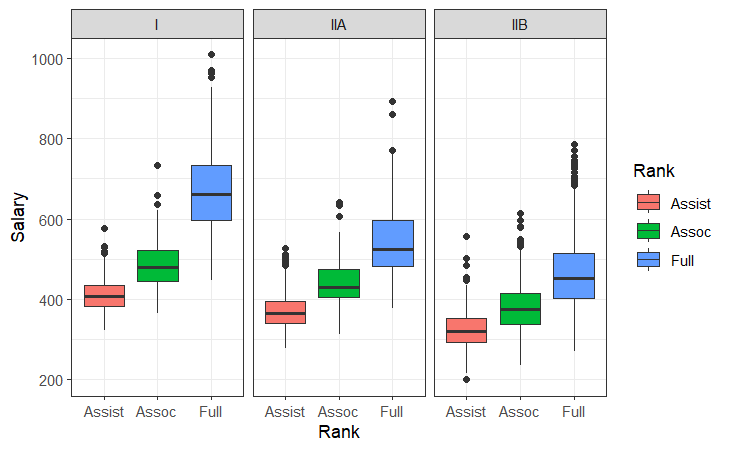 I IIA IIB
1000
800
600
400
200
Salary
Assist Assoc Full Assist Assoc Full Assist Assoc Full
Rank
Rank
Assist
Assoc
Full